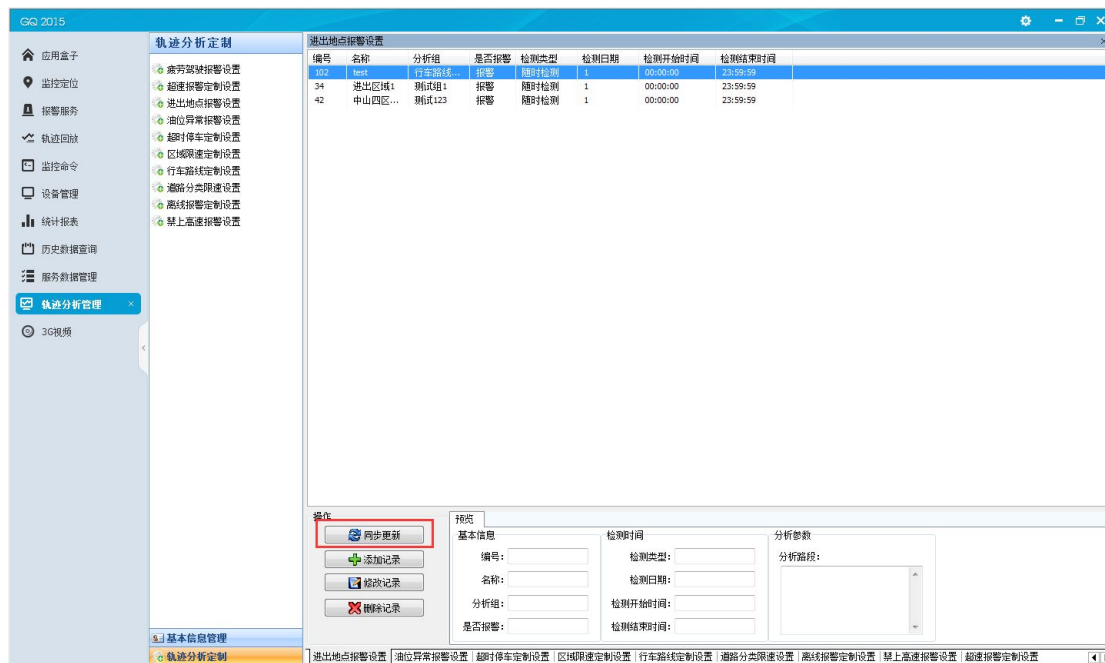 GQ 2015
应用盒子
监控定位
报警服务
轨迹回放
监控命令
设备管理
统计报表
历史数据查询
服务数据管理
轨迹分析管理 ×
3G视频
轨迹分析定制
疲劳驾驶报警设置
超速报警定制设置
进出地点报警设置
油位异常报警设置
超时停车定制设置
区域限速定制设置
行车路线定制设置
道路分类限速设置
离线报警定制设置
禁上高速报警设置
基本信息管理
轨迹分析定制
进出地点报警设置
编号 名称 分析组 是否报警 检测类型 检测日期 检测开始时间 检测结束时间
102 test 行车路线... 报警 随时检测 1 00:00:00 23:59:59
34 进出区域1 测试组1 报警 随时检测 1 00:00:00 23:59:59
42 中山四区... 测试123 报警 随时检测 1 00:00:00 23:59:59
操作
同步更新
添加记录
修改记录
删除记录
预览
基本信息
编号:
名称:
分析组:
是否报警:
检测时间
检测类型:
检测日期:
检测开始时间:
检测结束时间:
分析参数
分析路段:
进出地点报警设置 油位异常报警设置 超时停车定制设置 区域限速定制设置 行车路线定制设置 道路分类限速设置 离线报警定制设置 禁上高速报警设置 超速报警定制设置